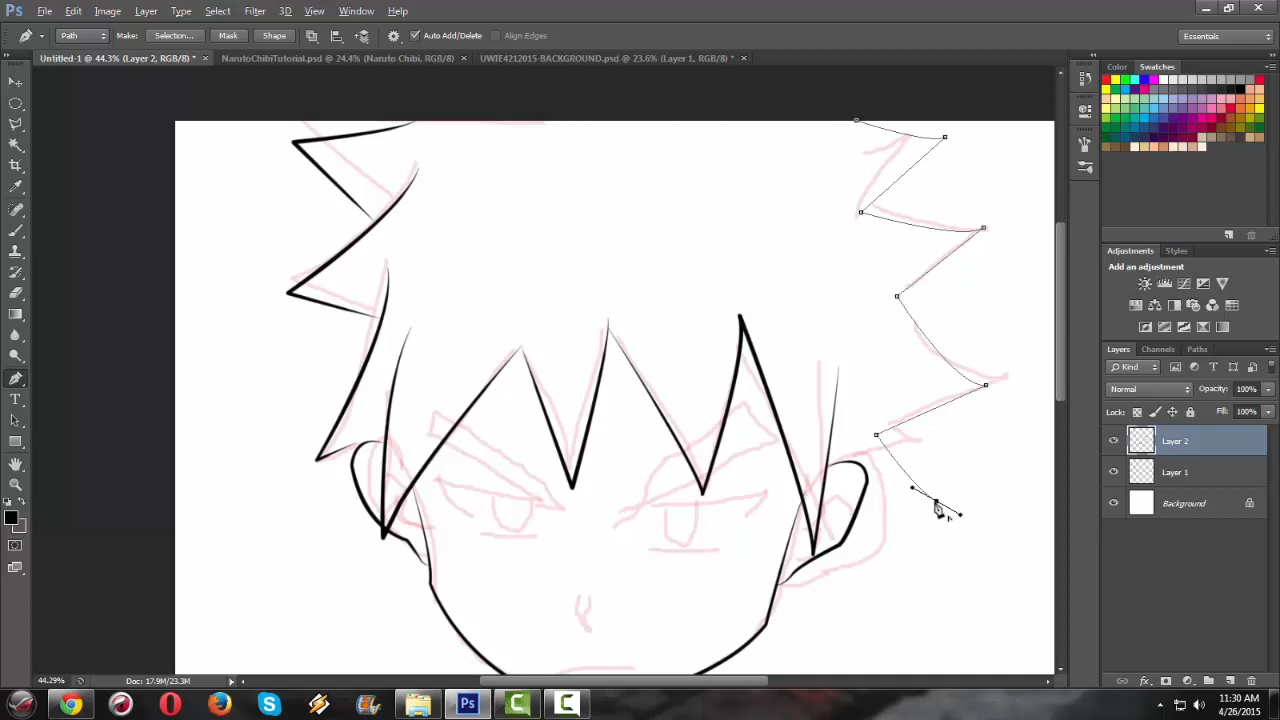 Ps File Edit Image Layer Type Select Filter 3D View Window Help
Path Make: Selection... Mask Shape Auto Add/Delete Align Edges Essentials
Untitled-1 @ 44.3% (Layer 2, RGB/8) * × NarutoChibiTutorial.psd @ 24.4% (Naruto Chibi, RGB/8) × UWIE4212015-BACKGROUND.psd @ 23.6% (Layer 1, RGB/8) * ×
Color Swatches
Adjustments Styles
Add an adjustment
Layers Channels Paths
Kind
Normal Opacity: 100%
Lock: Fill: 100%
Layer 2
Layer 1
Background
44.29% Doc: 17.9M/23.3M
11:30 AM
4/26/2015